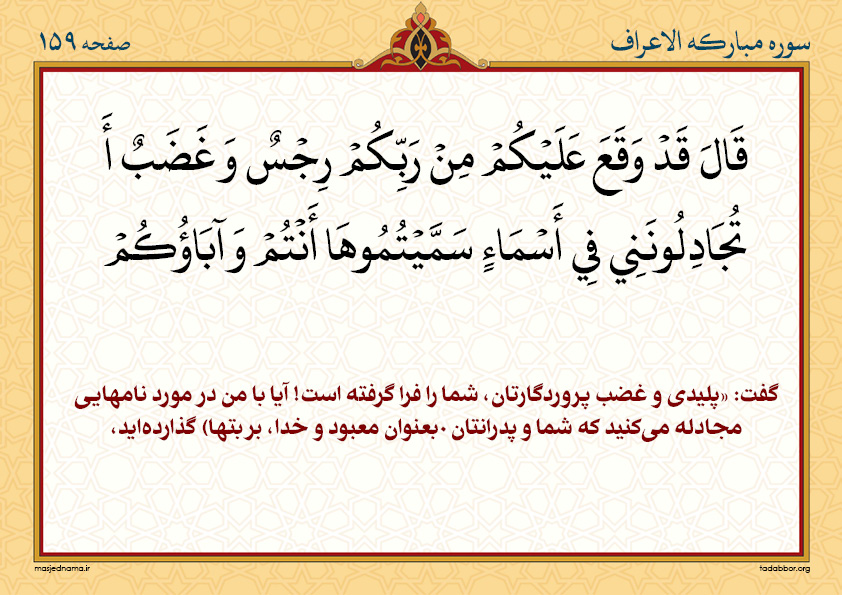 سوره مبارکه الاعراف
صفحه ۱۵۹
قَالَ قَدْ وَقَعَ عَلَيْكُمْ مِنْ رَبِّكُمْ رِجْسٌ وَغَضَبٌ أَ
تُجَادِلُونَنِي فِي أَسْمَاءٍ سَمَّيْتُمُوهَا أَنْتُمْ وَآبَاؤُكُمْ
گفت: «پلیدی و غضب پروردگارتان، شما را فرا گرفته است! آیا با من در مورد نامهایی
مجادله می‌کنید که شما و پدرانتان ۰بعنوان معبود و خدا، بر بتها) گذارده‌اید،
masjednama.ir
tadabbor.org